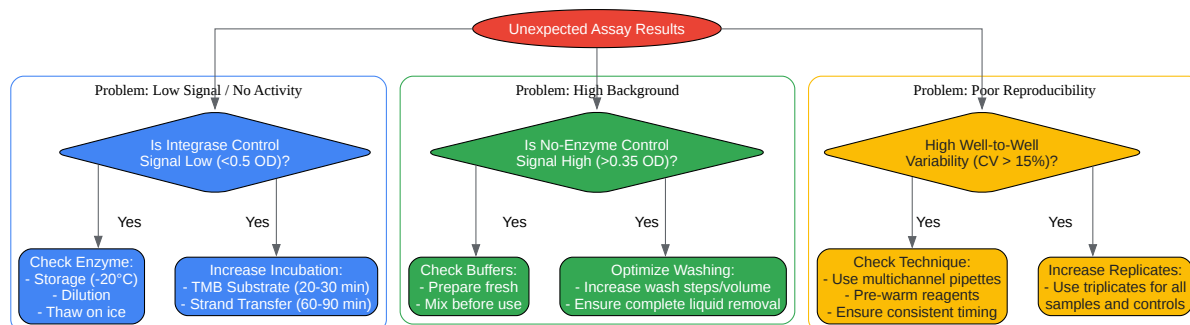 Unexpected Assay Results
Problem: Low Signal / No Activity
Is Integrase Control
Signal Low (<0.5 OD)?
Yes
Yes
Check Enzyme:
- Storage (-20°C)
- Dilution
- Thaw on ice
Increase Incubation:
- TMB Substrate (20-30 min)
- Strand Transfer (60-90 min)
Problem: High Background
Is No-Enzyme Control
Signal High (>0.35 OD)?
Yes
Yes
Check Buffers:
- Prepare fresh
- Mix before use
Optimize Washing:
- Increase wash steps/volume
- Ensure complete liquid removal
Problem: Poor Reproducibility
High Well-to-Well
Variability (CV > 15%)?
Yes
Yes
Check Technique:
- Use multichannel pipettes
- Pre-warm reagents
- Ensure consistent timing
Increase Replicates:
- Use triplicates for all
samples and controls